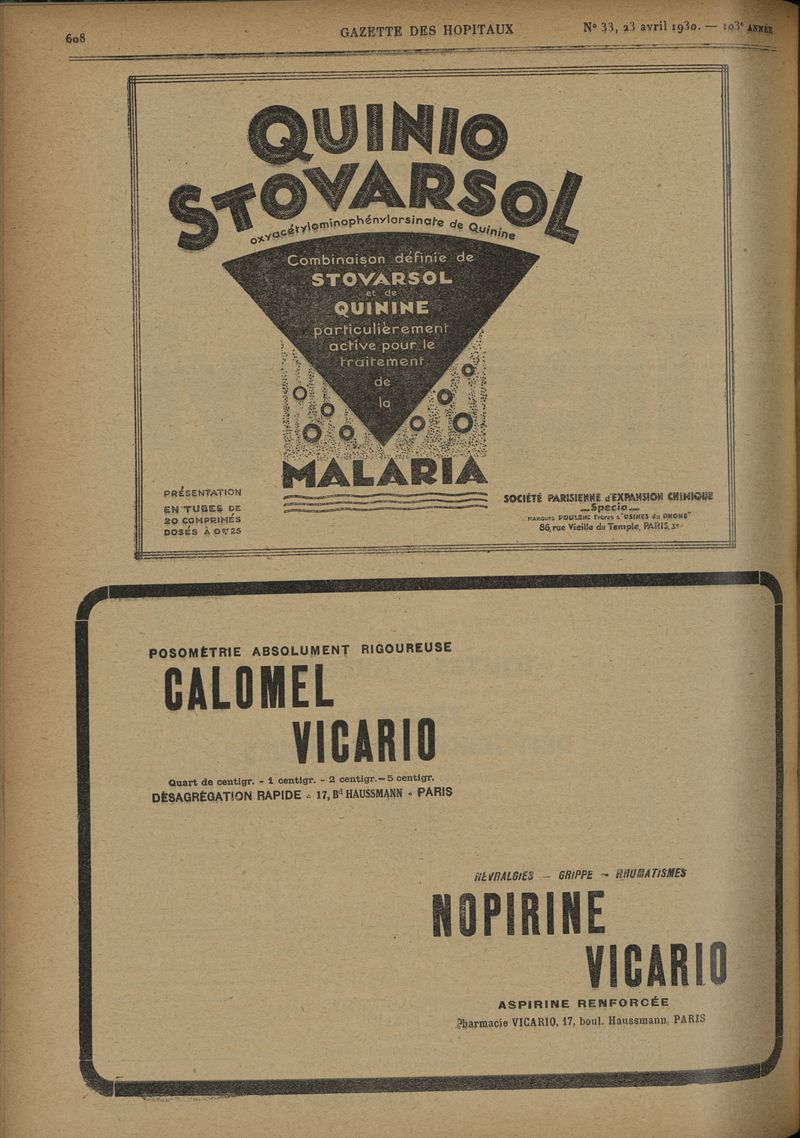 608
GAZETTE DES HOPITAUX
N° 33, 23 avril 1930. — 103e ANNÉE
QUINIO
STOVARSOL
oxyacétylaminophénylarsinate de Quinine
Combinaison définie de
STOVARSOL
et de
QUININE
particulièrement
active pour le
traitement
de
la
MALARIA
PRÉSENTATION
EN TUBES DE
20 COMPRIMÉS
DOSÉS À 0gr25
SOCIÉTÉ PARISIENNE d'EXPANSION CHIMIQUE
Specia
MARQUES POULENC Frères & "USINES du RHONE"
86, rue Vieille du Temple, PARIS, 3e
POSOMÉTRIE ABSOLUMENT RIGOUREUSE
CALOMEL
VICARIO
Quart de centigr. - 1 centigr. - 2 centigr. - 5 centigr.
DÉSAGRÉGATION RAPIDE - 17, Bd HAUSSMANN - PARIS
NÉVRALGIES — GRIPPE — RHUMATISMES
NOPIRINE
VICARIO
ASPIRINE RENFORCÉE
Pharmacie VICARIO, 17, boul. Haussmann, PARIS